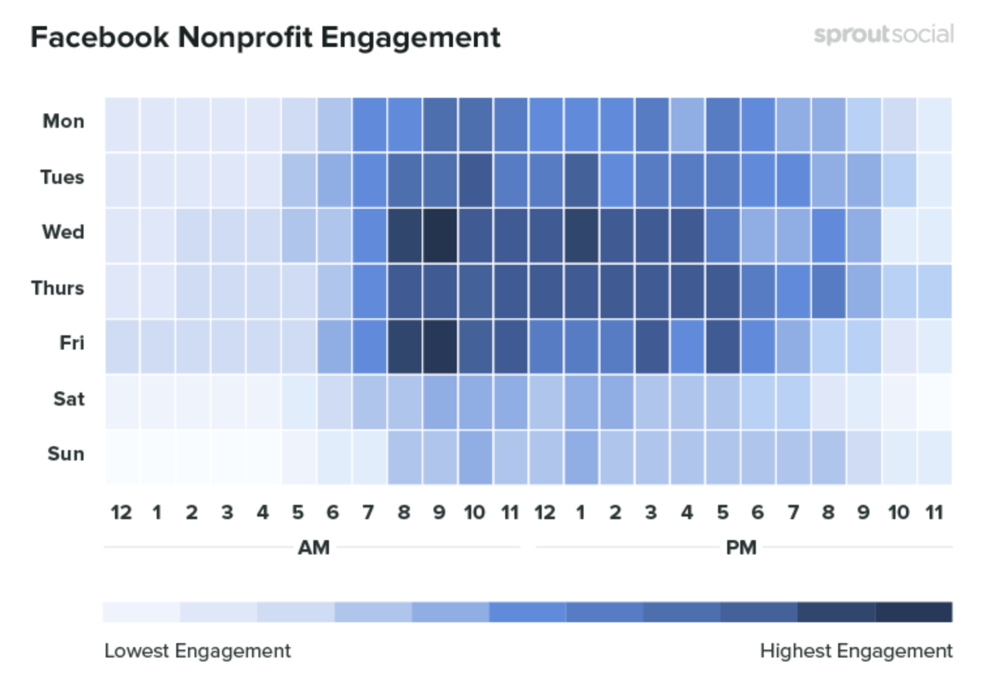 Facebook Nonprofit Engagement
sproutsocial
Mon
Tues
Wed
Thurs
Fri
Sat
Sun
12 1 2 3 4 5 6 7 8 9 10 11 12 1 2 3 4 5 6 7 8 9 10 11
AM PM
Lowest Engagement Highest Engagement